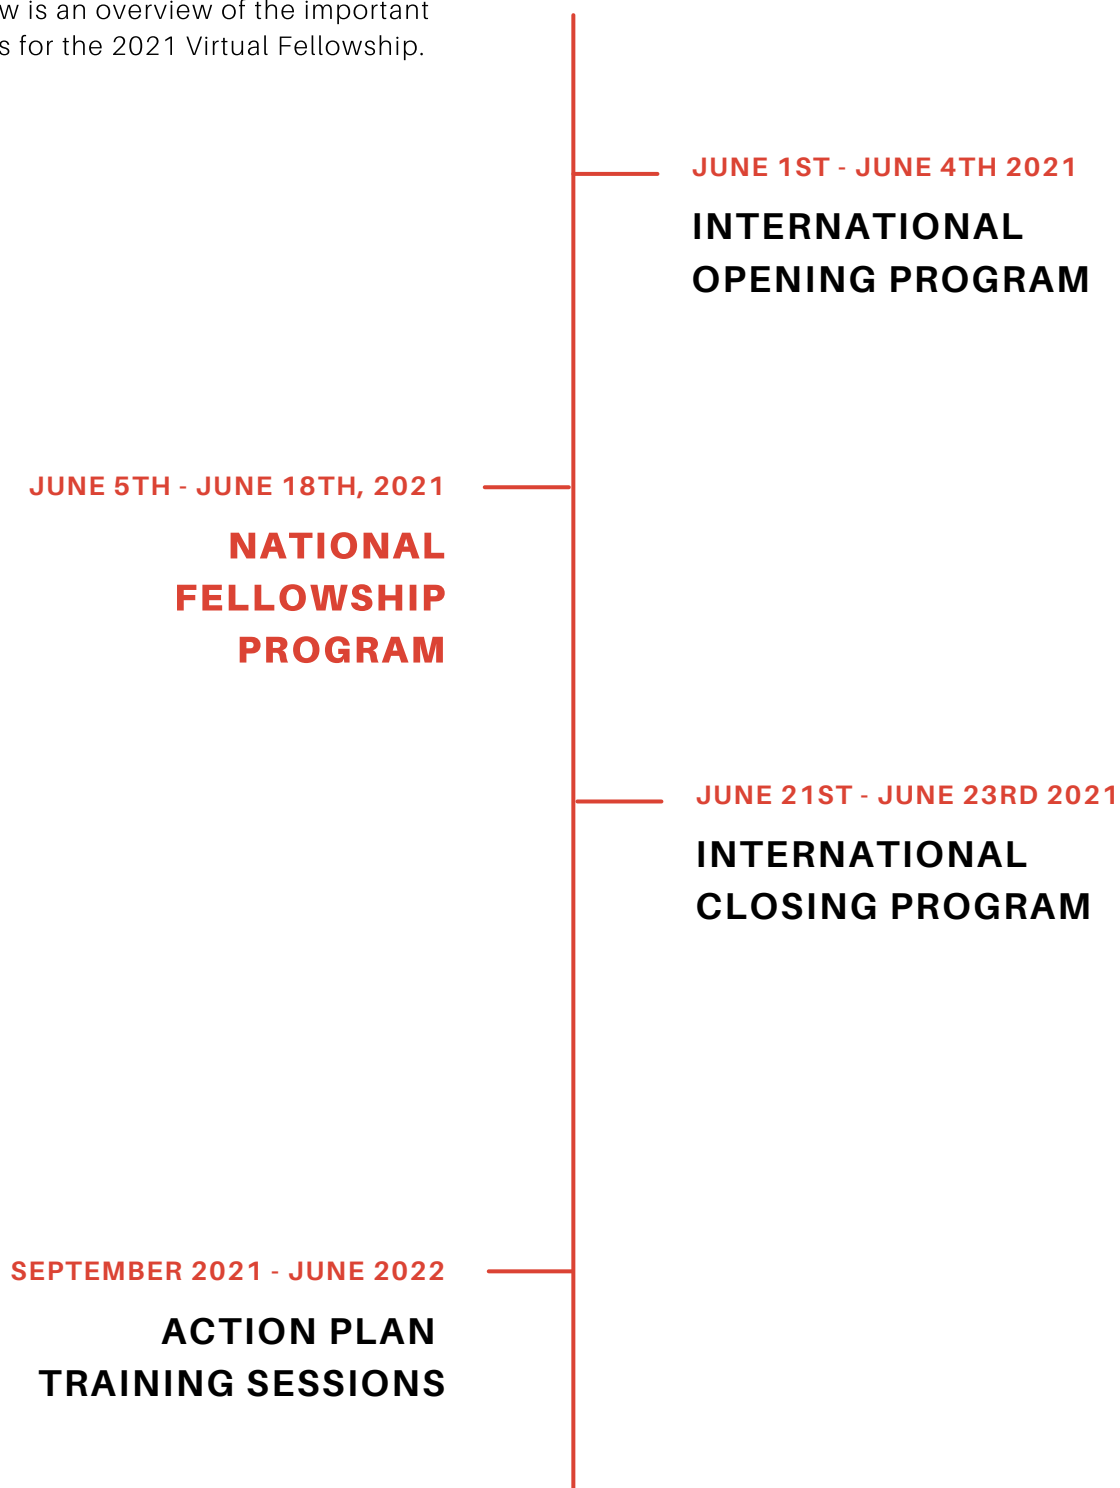 w is an overview of the important
s for the 2021 Virtual Fellowship.
JUNE 1ST - JUNE 4TH 2021
INTERNATIONAL
OPENING PROGRAM
JUNE 5TH - JUNE 18TH, 2021
NATIONAL
FELLOWSHIP
PROGRAM
JUNE 21ST - JUNE 23RD 2021
INTERNATIONAL
CLOSING PROGRAM
SEPTEMBER 2021 - JUNE 2022
ACTION PLAN
TRAINING SESSIONS